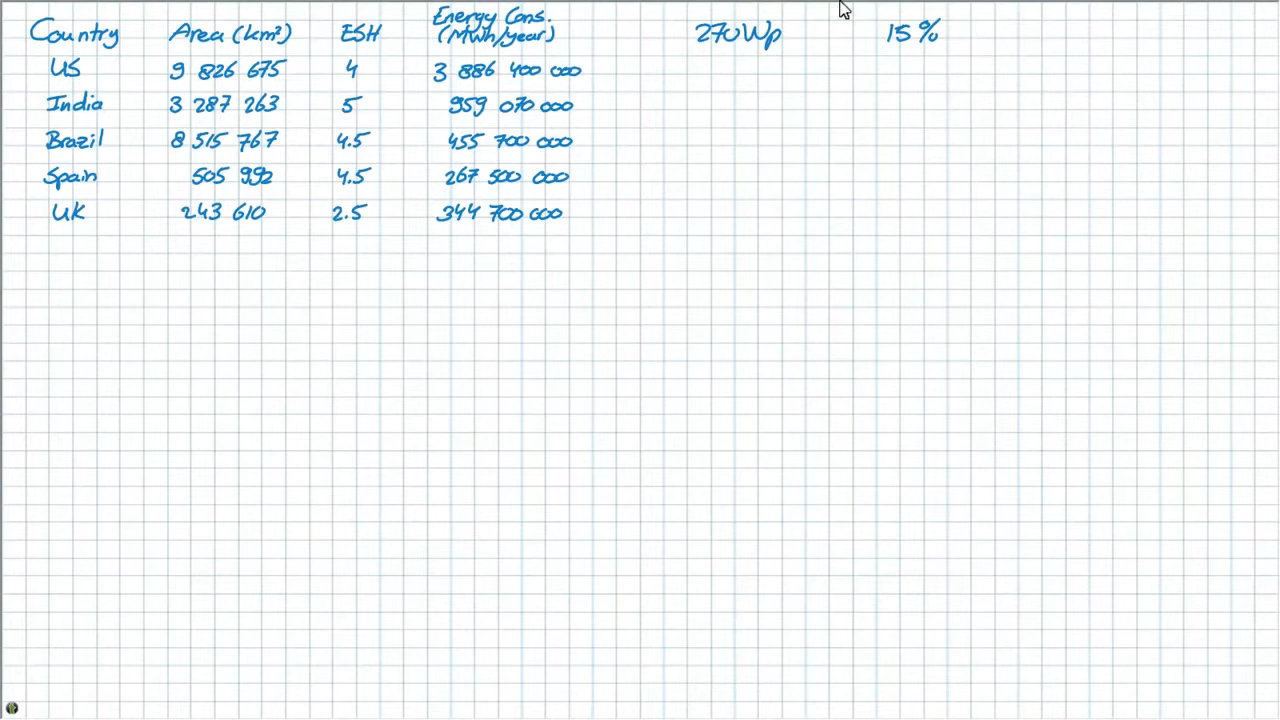 Country Area (km²) ESH Energy Cons. (Mwh/year) 270Wp 15%
US 9 826 675 4 3 886 400 000
India 3 287 263 5 959 070 000
Brazil 8 515 767 4.5 455 700 000
Spain 505 992 4.5 267 500 000
UK 243 610 2.5 344 700 000